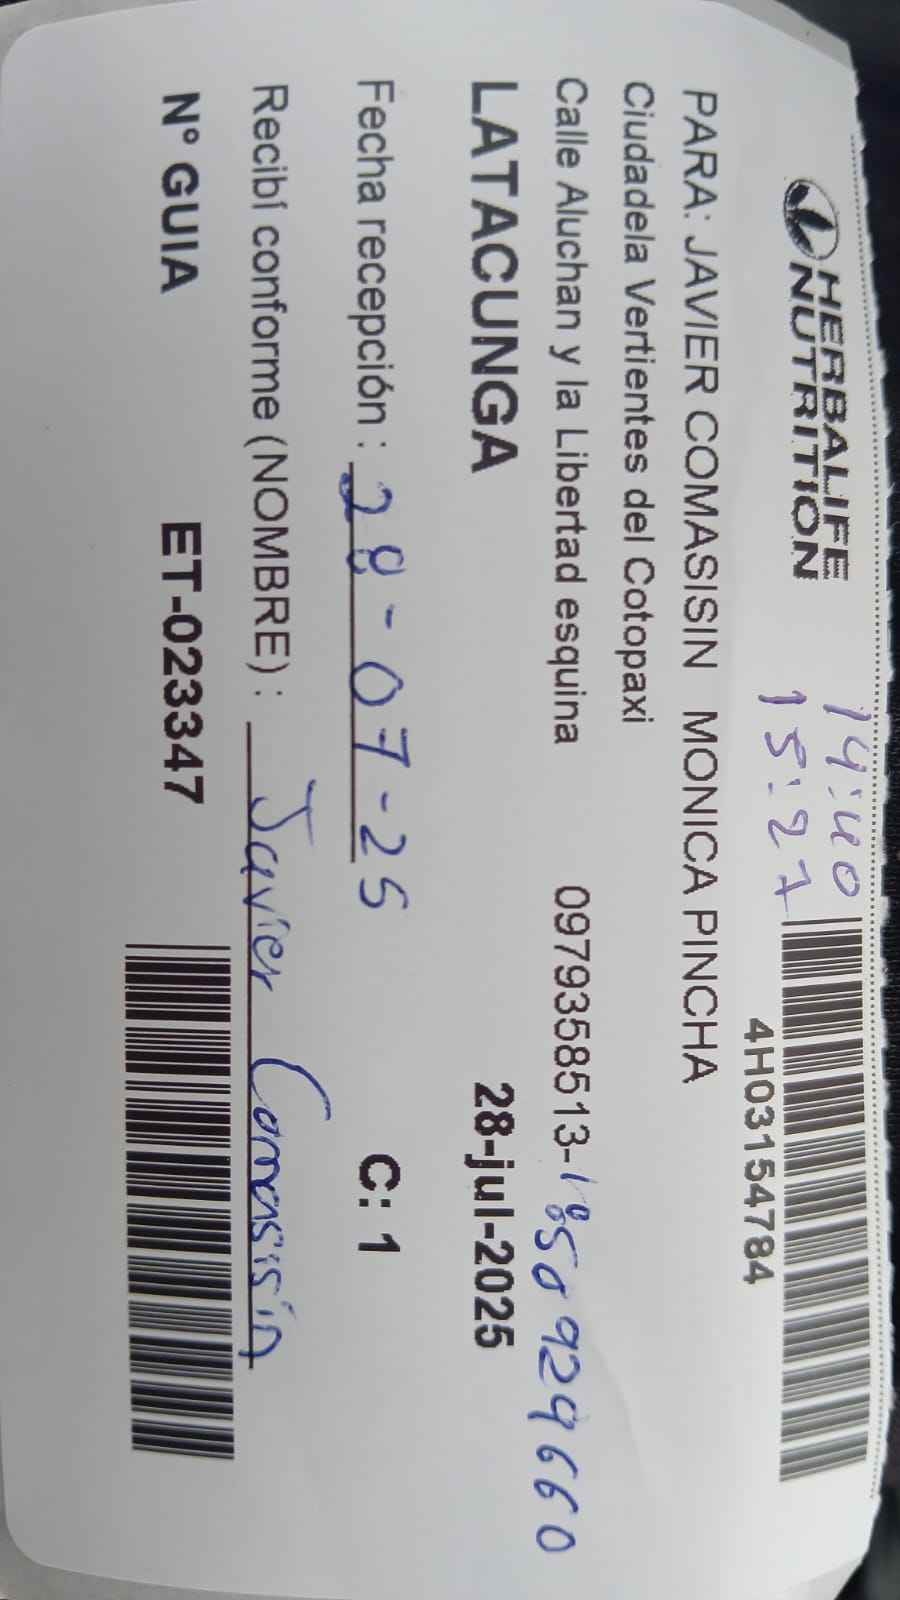 HERBALIFE
NUTRITION
14:40
15:27
4H03154784
PARA: JAVIER COMASISIN MONICA PINCHA
Ciudadela Vertientes del Cotopaxi
Calle Aluchan y la Libertad esquina 0979358513-
LATACUNGA 28-jul-2025
Fecha recepción : 28-07-25 C: 1
Recibí conforme (NOMBRE) : Javier Comasisin
N° GUIA ET-023347